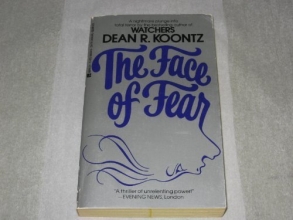 WATCHERS
DEAN R. KOONTZ
The Face
of Fear
"A thriller of unrelenting power!"
– EVENING NEWS, London